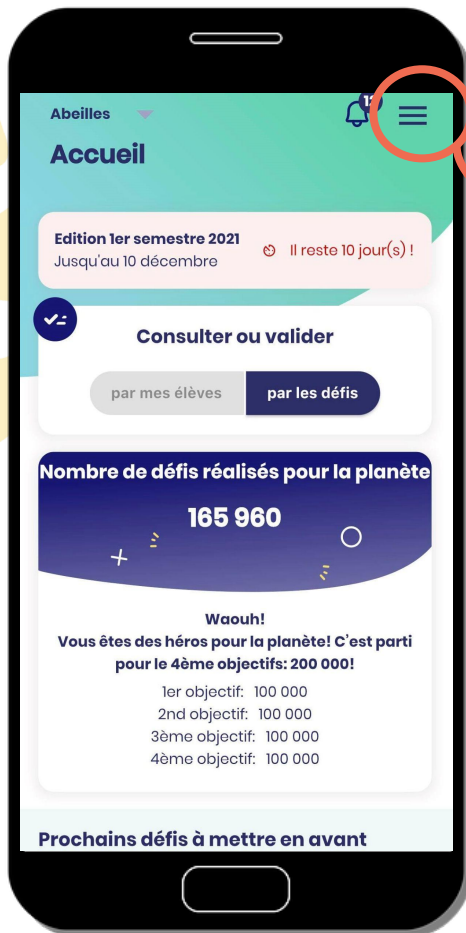 Abeilles
Accueil
Edition 1er semestre 2021
Jusqu'au 10 décembre
Il reste 10 jour(s) !
Consulter ou valider
par mes élèves
par les défis
Nombre de défis réalisés pour la planète
165 960
Waouh!
Vous êtes des héros pour la planète! C'est parti
pour le 4ème objectifs: 200 000!
1er objectif: 100 000
2nd objectif: 100 000
3ème objectif: 100 000
4ème objectif: 100 000
Prochains défis à mettre en avant